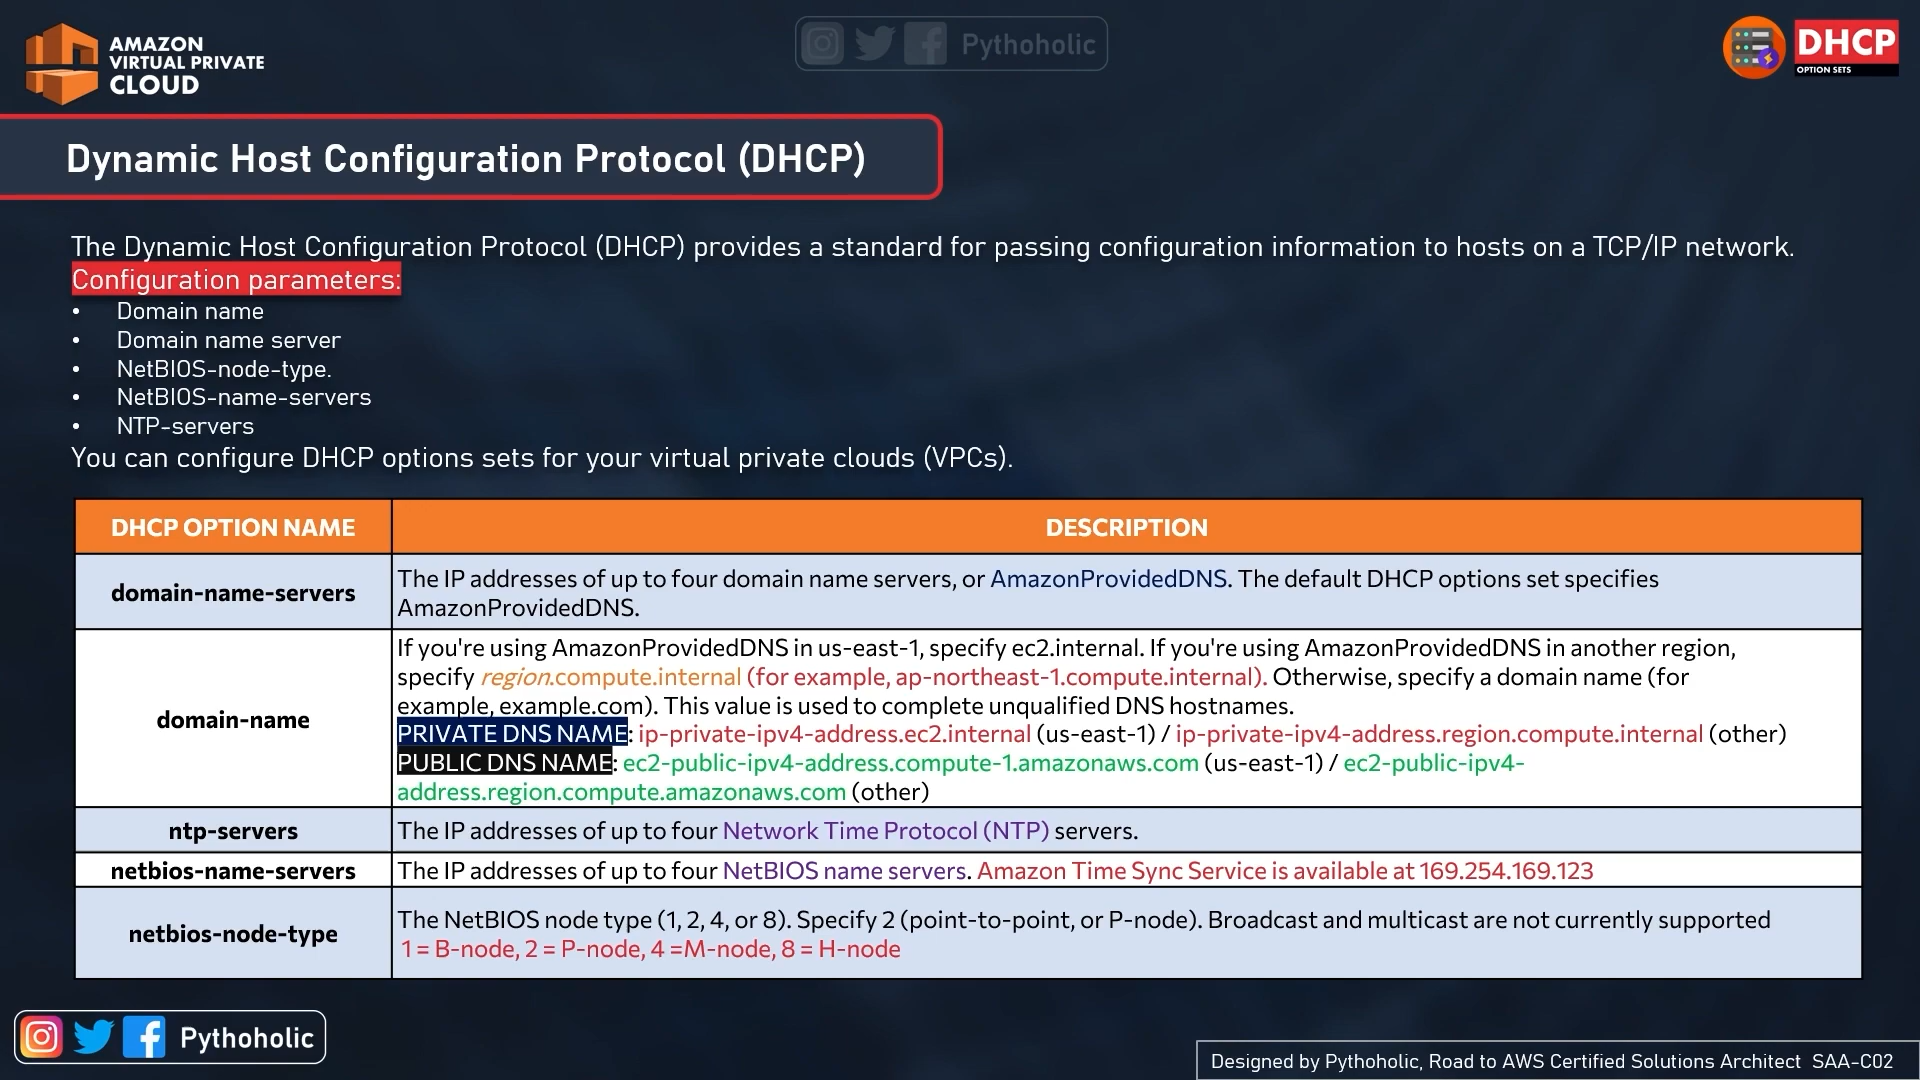 AMAZON
VIRTUAL PRIVATE
CLOUD
Pythoholic
DHCP
OPTION SETS
Dynamic Host Configuration Protocol (DHCP)
The Dynamic Host Configuration Protocol (DHCP) provides a standard for passing configuration information to hosts on a TCP/IP network.
Configuration parameters:
• Domain name
• Domain name server
• NetBIOS-node-type.
• NetBIOS-name-servers
• NTP-servers
You can configure DHCP options sets for your virtual private clouds (VPCs).
DHCP OPTION NAME
DESCRIPTION
domain-name-servers
The IP addresses of up to four domain name servers, or AmazonProvidedDNS. The default DHCP options set specifies
AmazonProvidedDNS.
domain-name
If you're using AmazonProvidedDNS in us-east-1, specify ec2.internal. If you're using AmazonProvidedDNS in another region,
specify region.compute.internal (for example, ap-northeast-1.compute.internal). Otherwise, specify a domain name (for
example, example.com). This value is used to complete unqualified DNS hostnames.
PRIVATE DNS NAME: ip-private-ipv4-address.ec2.internal (us-east-1) / ip-private-ipv4-address.region.compute.internal (other)
PUBLIC DNS NAME: ec2-public-ipv4-address.compute-1.amazonaws.com (us-east-1) / ec2-public-ipv4-
address.region.compute.amazonaws.com (other)
ntp-servers
The IP addresses of up to four Network Time Protocol (NTP) servers.
netbios-name-servers
The IP addresses of up to four NetBIOS name servers. Amazon Time Sync Service is available at 169.254.169.123
netbios-node-type
The NetBIOS node type (1, 2, 4, or 8). Specify 2 (point-to-point, or P-node). Broadcast and multicast are not currently supported
1 = B-node, 2 = P-node, 4 =M-node, 8 = H-node
Pythoholic
Designed by Pythoholic, Road to AWS Certified Solutions Architect SAA-C02